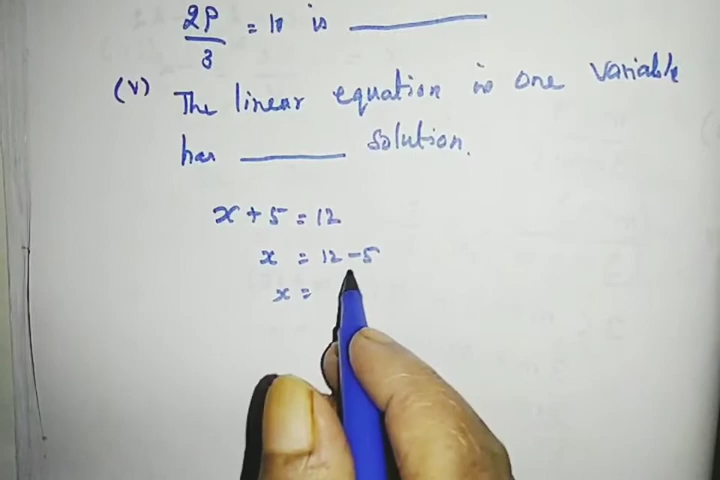 2P/3 = 10 is ______
(v) The linear equation in one variable
has ______ solution.
x + 5 = 12
x = 12 - 5
x =